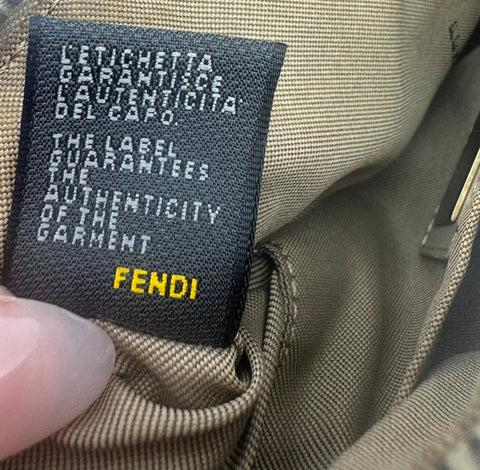 L'ETICHETTA
GARANTISCE
L'AUTENTICITA'
DEL CAPO.
THE LABEL
GUARANTEES
THE
AUTHENTICITY
OF THE
GARMENT
FENDI